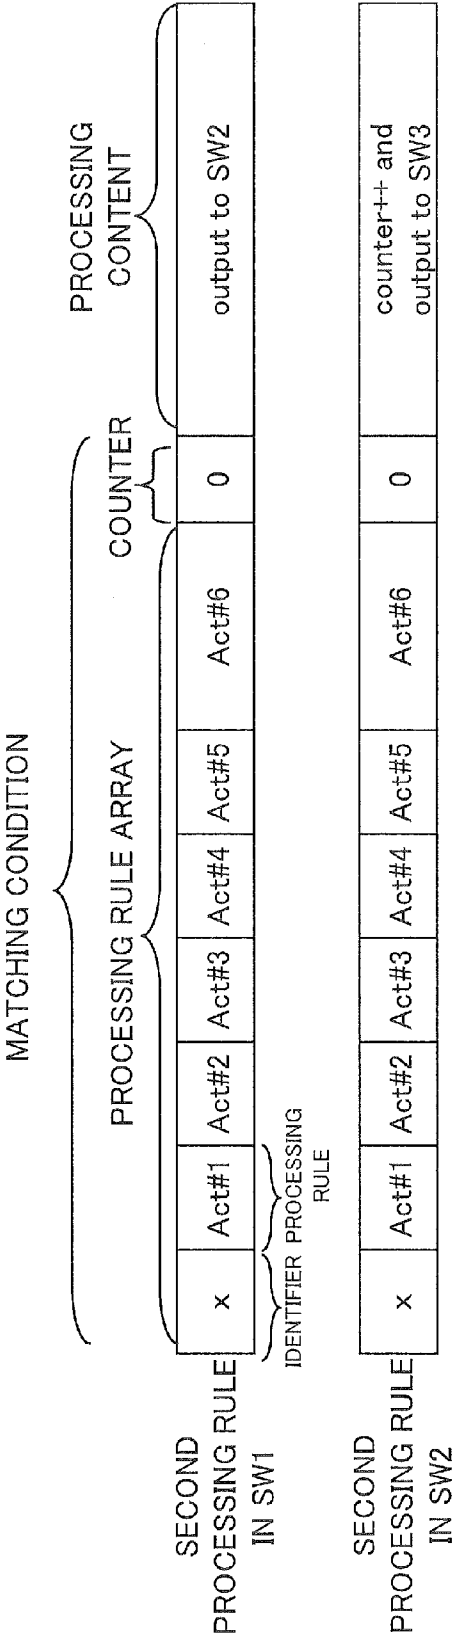 MATCHING CONDITION
PROCESSING RULE ARRAY
COUNTER
PROCESSING
CONTENT
SECOND
PROCESSING RULE
IN SW1
x
Act#1
Act#2
Act#3
Act#4
Act#5
Act#6
0
output to SW2
IDENTIFIER
PROCESSING
RULE
SECOND
PROCESSING RULE
IN SW2
x
Act#1
Act#2
Act#3
Act#4
Act#5
Act#6
0
counter++ and
output to SW3